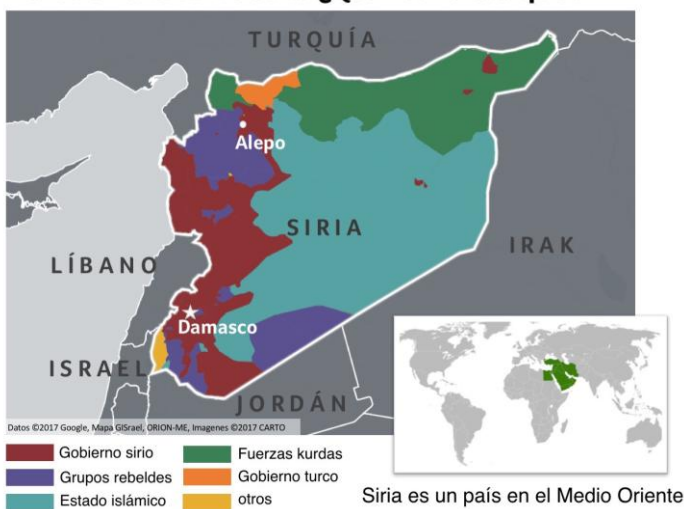 TURQUÍA
Alepo
SIRIA
IRAK
LÍBANO
Damasco
ISRAEL
JORDÁN
Datos ©2017 Google, Mapa GISrael, ORION-ME, Imagenes ©2017 CARTO
Gobierno sirio
Fuerzas kurdas
Grupos rebeldes
Gobierno turco
Estado islámico
otros
Siria es un país en el Medio Oriente